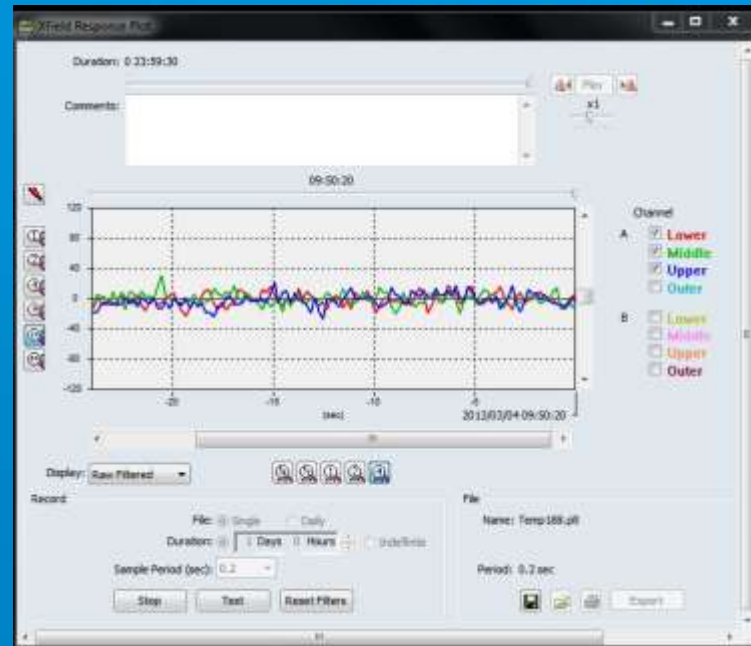 XField Response Plot
Duration: 0 23:59:30
Play
x1
Comments:
09:50:20
120
80
40
0
-40
-80
-120
-20
-15
-10
-5
(sec)
2013/03/04 09:50:20
Channel
A
Lower
Middle
Upper
Outer
B
Lower
Middle
Upper
Outer
Display: Raw Filtered
Record
File: Single Daily
Duration: 1 Days 0 Hours Indefinite
Sample Period (sec): 0.2
Stop Test Reset Filters
File
Name: Temp188.plt
Period: 0.2 sec
Export